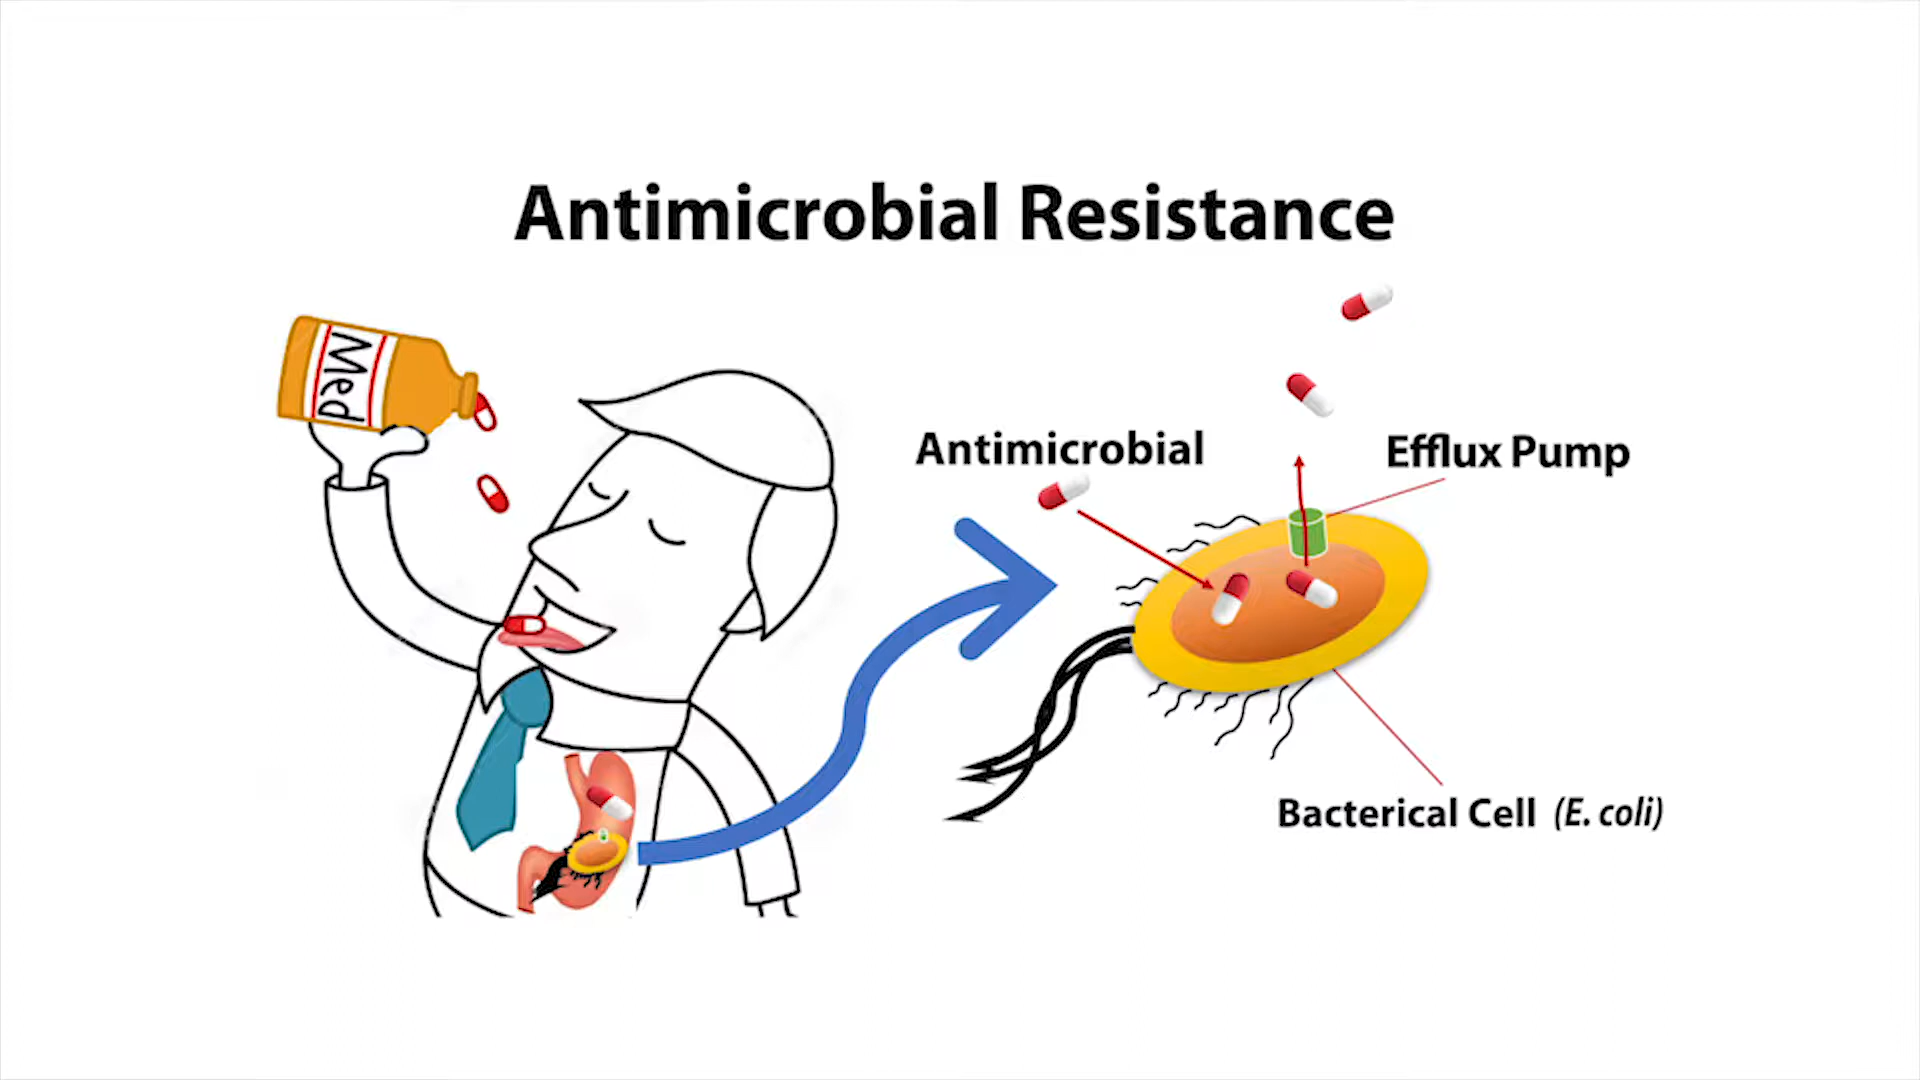 Antimicrobial Resistance
Med
Antimicrobial
Efflux Pump
Bacterical Cell (E. coli)